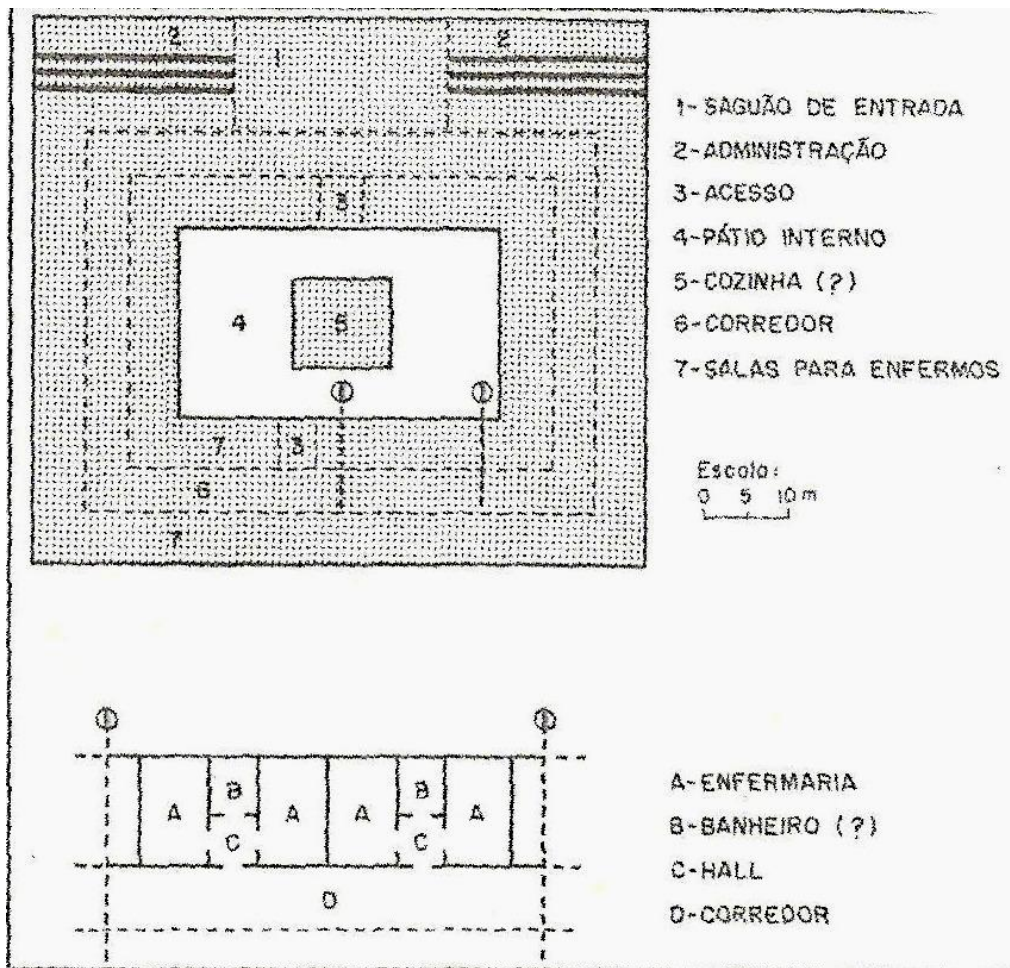 2
1
2
3
4
5
7
3
6
7
1-SAGUÃO DE ENTRADA
2-ADMINISTRAÇÃO
3-ACESSO
4-PÁTIO INTERNO
5-COZINHA (?)
6-CORREDOR
7-SALAS PARA ENFERMOS
Escala:
0 5 10 m
A B A A B A
C C
D
A-ENFERMARIA
B-BANHEIRO (?)
C-HALL
D-CORREDOR